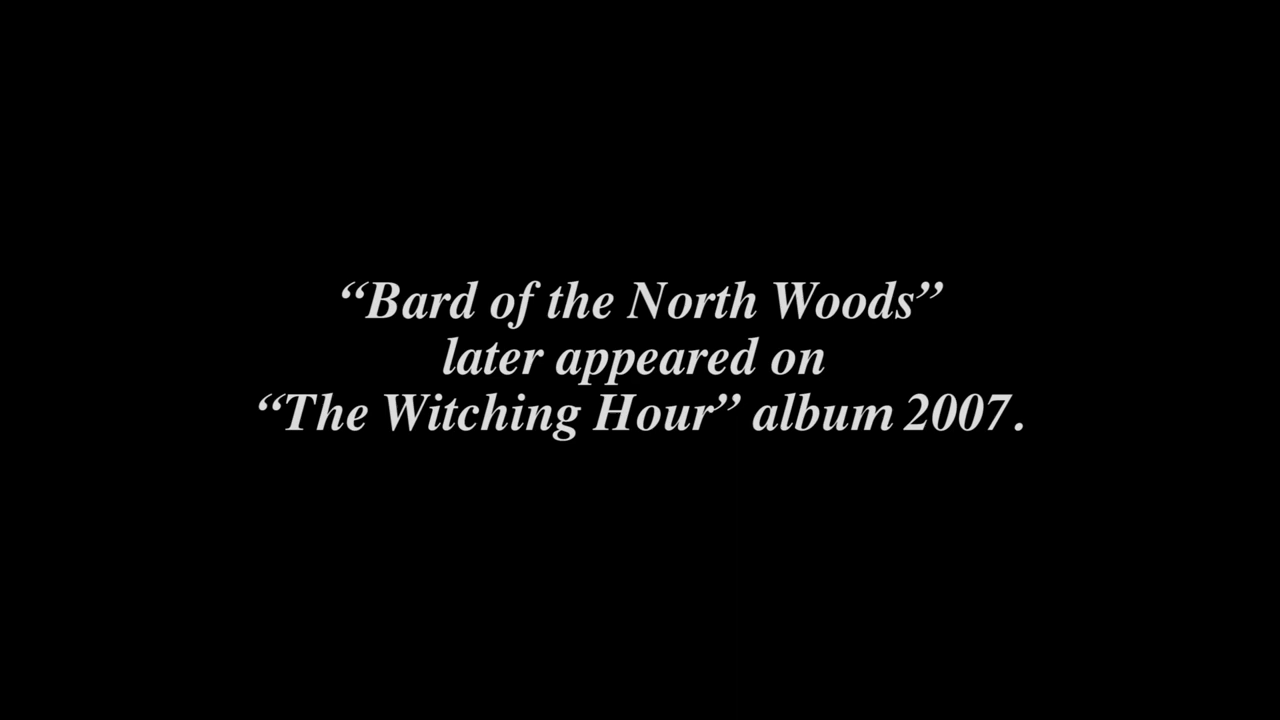 “Bard of the North Woods”
later appeared on
“The Witching Hour” album 2007.